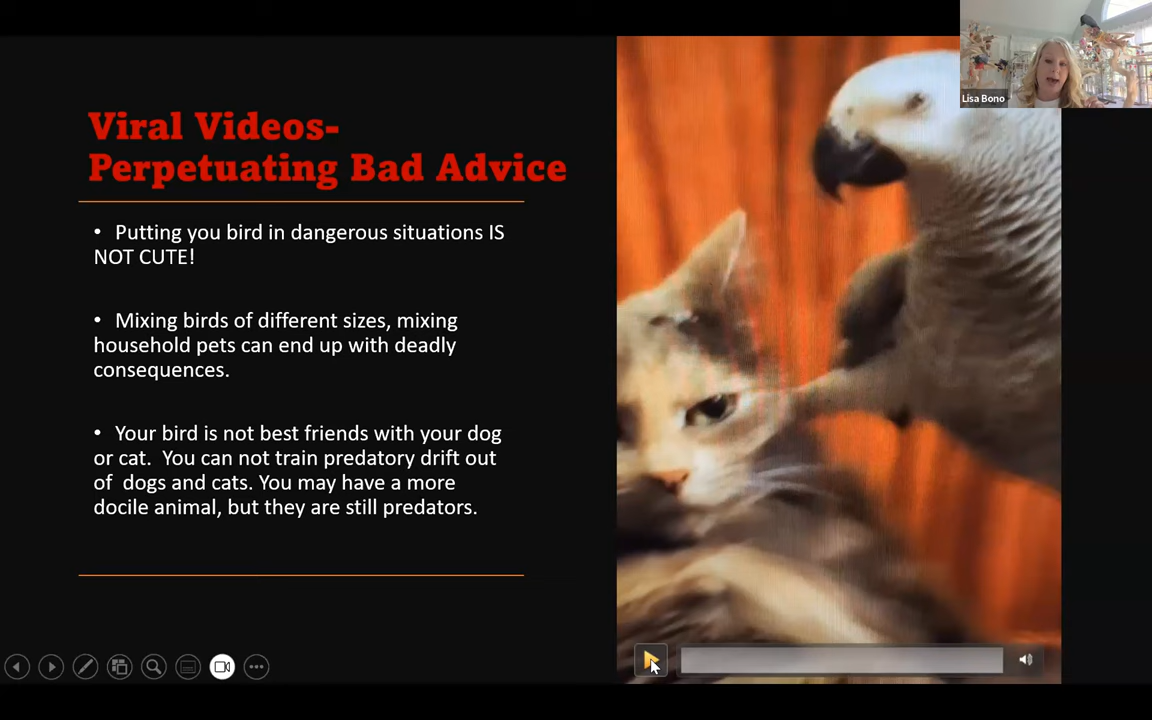 Viral Videos-
Perpetuating Bad Advice
• Putting you bird in dangerous situations IS
NOT CUTE!
• Mixing birds of different sizes, mixing
household pets can end up with deadly
consequences.
• Your bird is not best friends with your dog
or cat. You can not train predatory drift out
of dogs and cats. You may have a more
docile animal, but they are still predators.
Lisa Bono